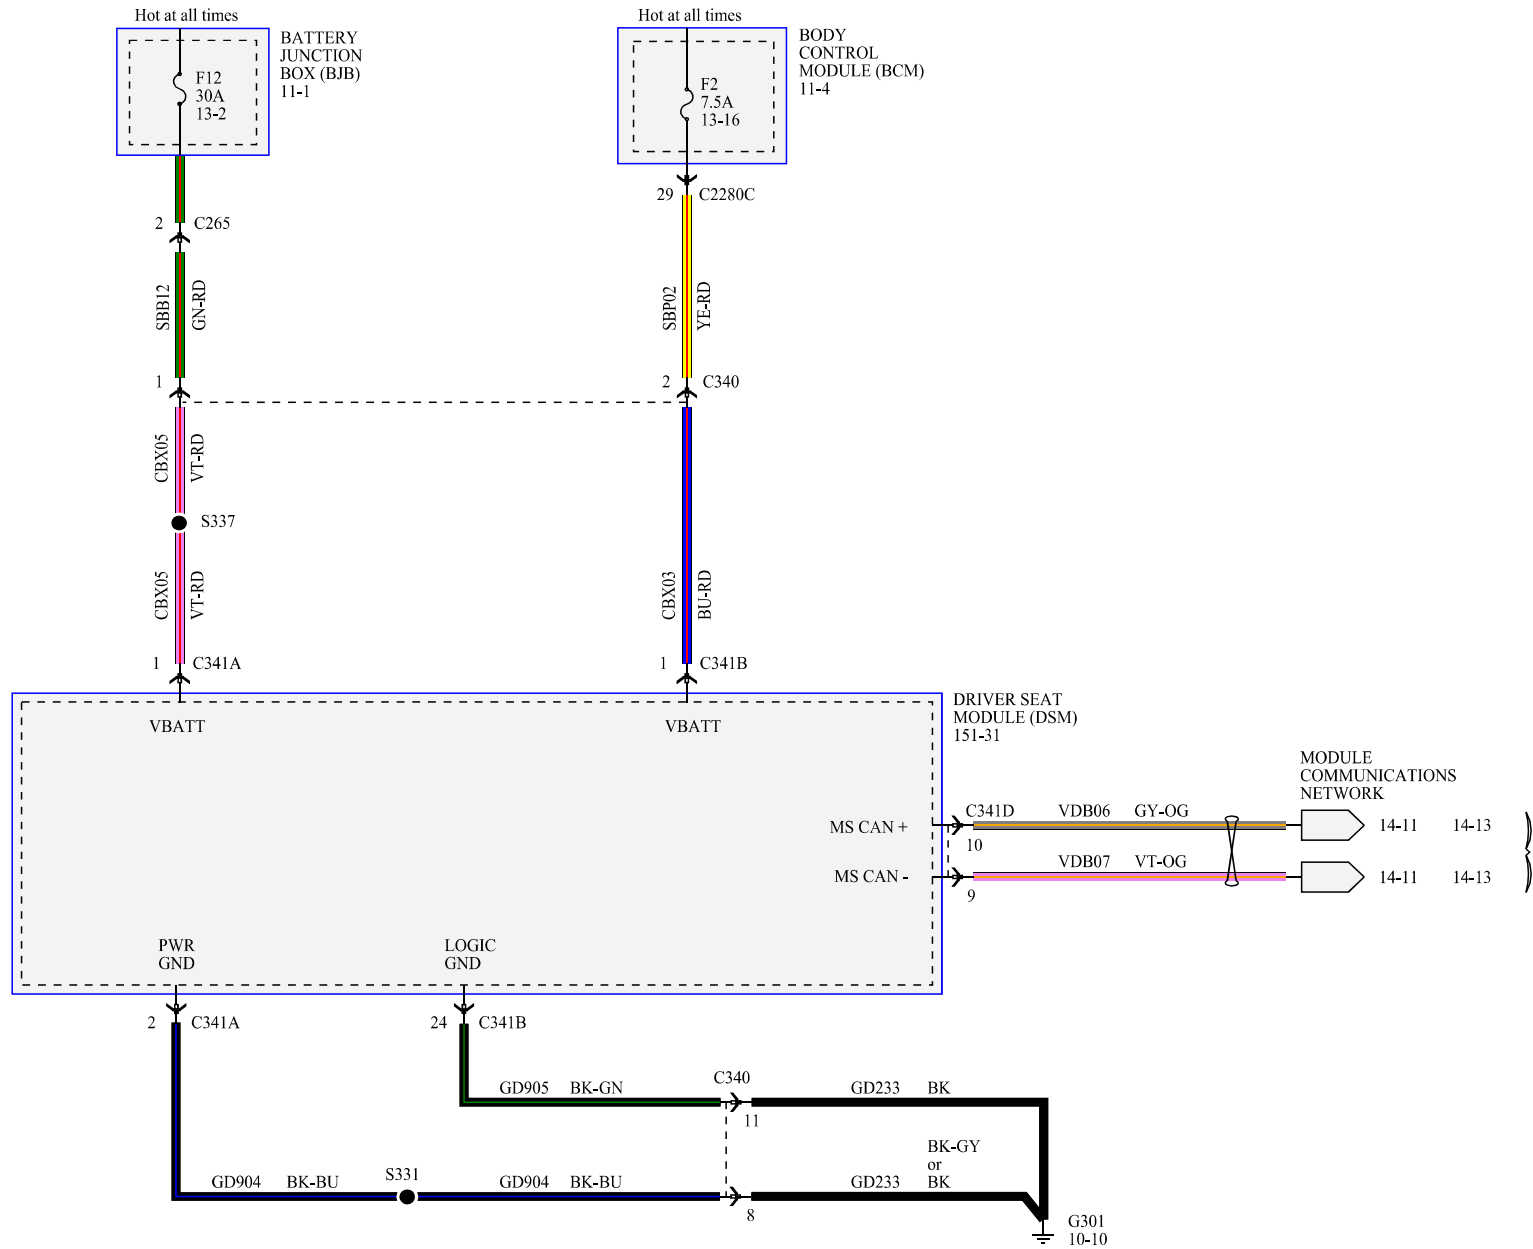 Hot at all times
BATTERY
JUNCTION
BOX (BJB)
11-1
F12
30A
13-2
Hot at all times
BODY
CONTROL
MODULE (BCM)
11-4
F2
7.5A
13-16
2 C265
29 C2280C
SBB12
GN-RD
SBP02
YE-RD
1
2 C340
CBX05
VT-RD
S337
CBX05
VT-RD
CBX03
BU-RD
1 C341A
1 C341B
DRIVER SEAT
MODULE (DSM)
151-31
VBATT
VBATT
MODULE
COMMUNICATIONS
NETWORK
MS CAN +
C341D
10
VDB06 GY-OG
14-11 14-13
MS CAN -
9
VDB07 VT-OG
14-11 14-13
PWR
GND
LOGIC
GND
2 C341A
24 C341B
GD905 BK-GN
C340
11
GD233 BK
GD904 BK-BU
S331
GD904 BK-BU
8
GD233
BK-GY
or
BK
G301
10-10